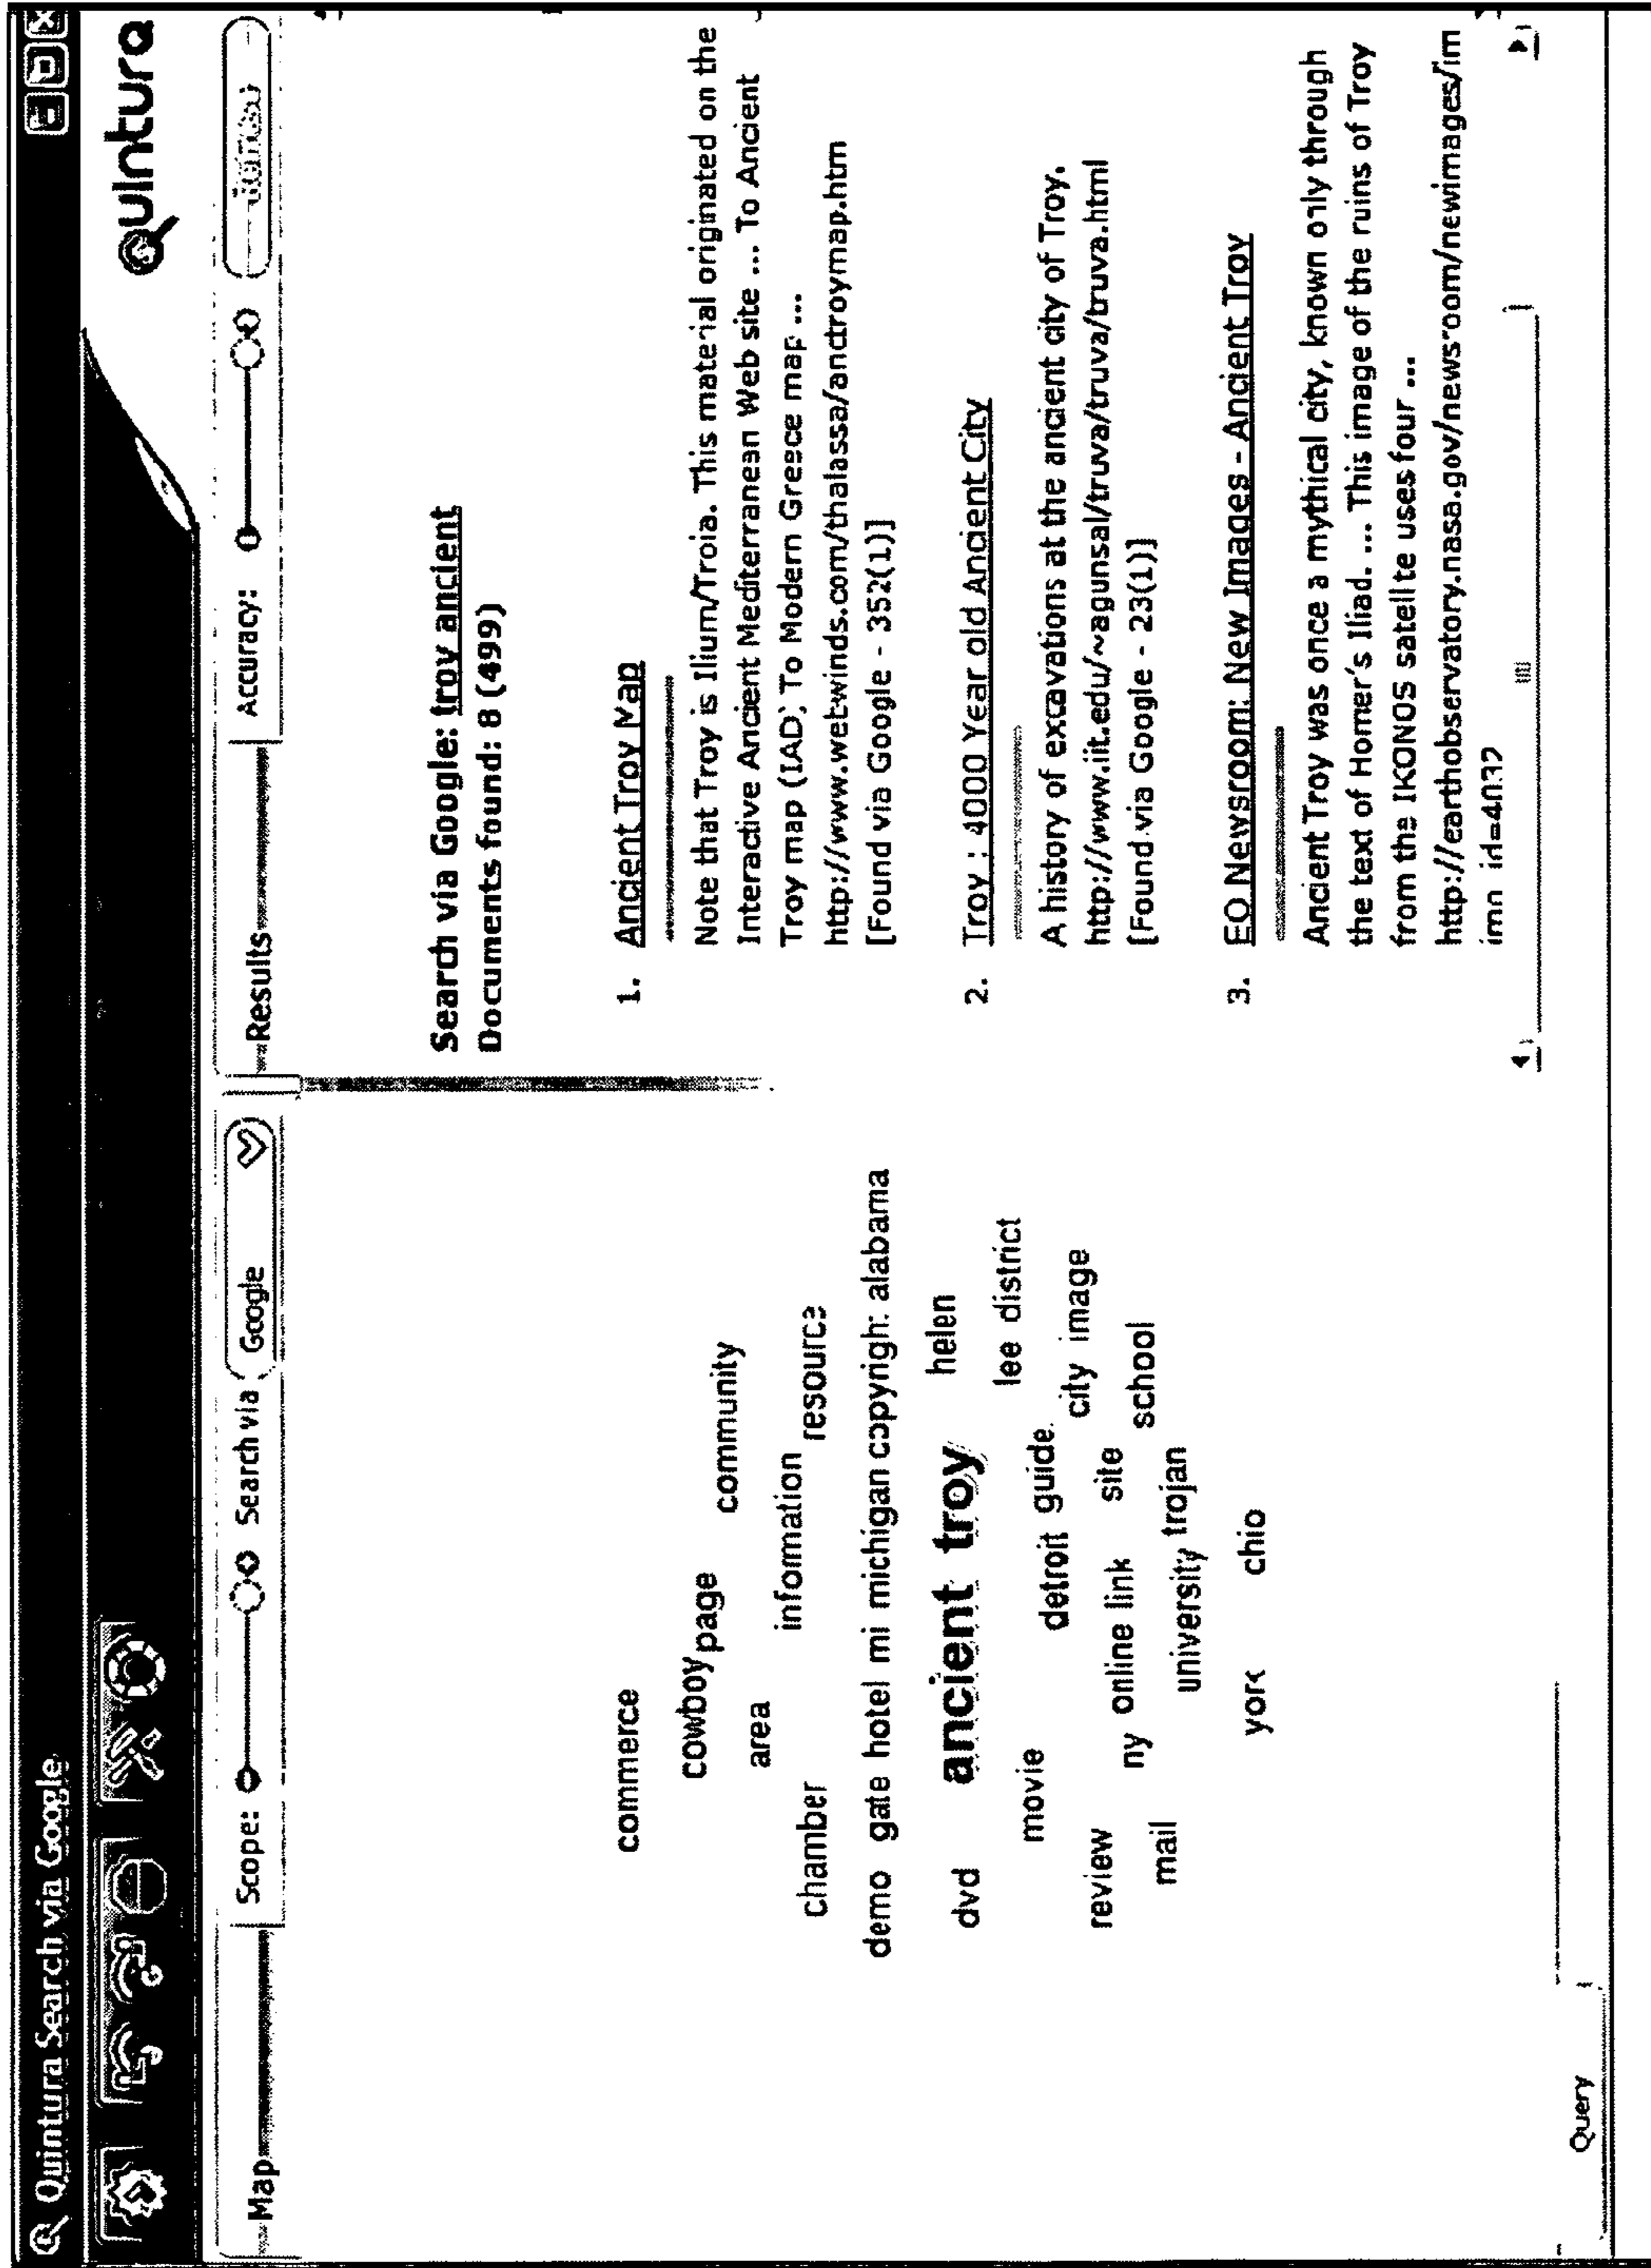 Quintura Search via Google
Quintura
Map
Scope:
Search via
Google
Results
Accuracy:
commerce
cowboy page
community
area
information
chamber
resource
demo gate hotel mi michigan copyright alabama
dvd ancient troy helen
movie
lee district
detroit guide
city image
review
ny online link site
school
mail
university trojan
york
Query
Search via Google: troy ancient
Documents found: 8 (499)
1. Ancient Troy Map
Note that Troy is Ilium/Troia. This material originated on the
Interactive Ancient Mediterranean Web site ... To Ancient
Troy map (IAD) To Modern Greece map ...
http://www.wetwinds.com/thalassa/anctroymap.htm
[Found via Google - 352(1)]
2. Troy : 4000 Year old Ancient City
A history of excavations at the ancient city of Troy.
http://www.iit.edu/~agunsal/truva/truva/truva.html
[Found via Google - 23(1)]
3. EO Newsroom: New Images - Ancient Troy
Ancient Troy was once a mythical city, known only through
the text of Homer's Iliad. ... This image of the ruins of Troy
from the IKONOS satellite uses four ...
http://earthobservatory.nasa.gov/newsroom/newimages/im